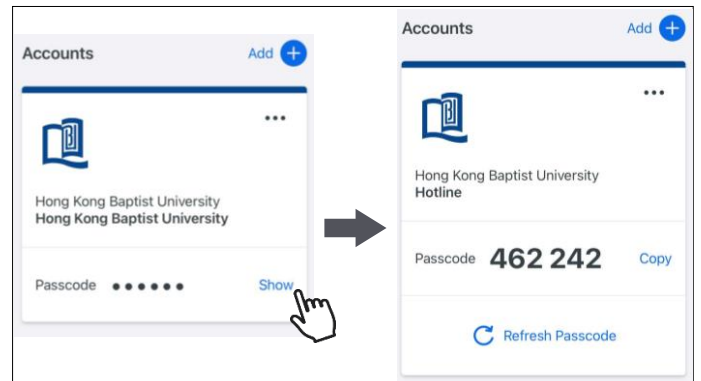 Accounts
Add
Hong Kong Baptist University
Hong Kong Baptist University
Passcode ••••••
Show
Accounts
Add
Hong Kong Baptist University
Hotline
Passcode 462 242 Copy
Refresh Passcode